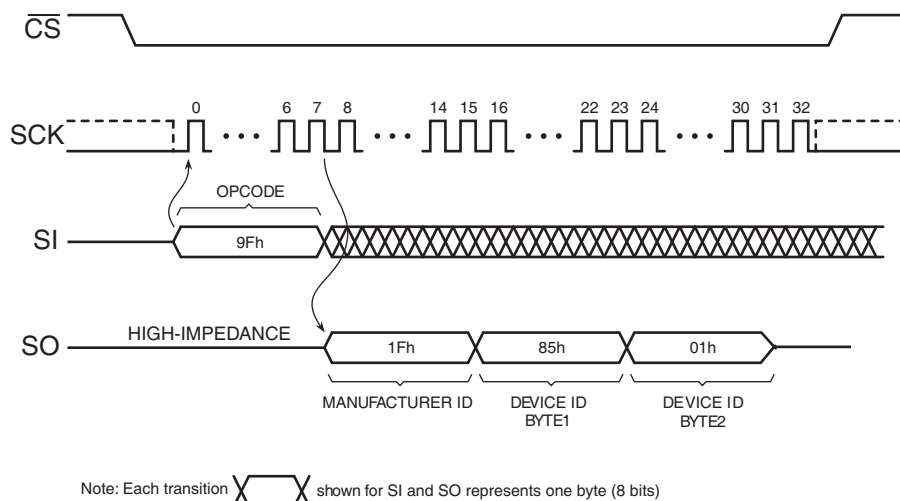 CS
0 6 7 8 14 15 16 22 23 24 30 31 32
SCK
OPCODE
SI
9Fh
HIGH-IMPEDANCE
SO
1Fh 85h 01h
MANUFACTURER ID DEVICE ID DEVICE ID
BYTE1 BYTE2
Note: Each transition shown for SI and SO represents one byte (8 bits)